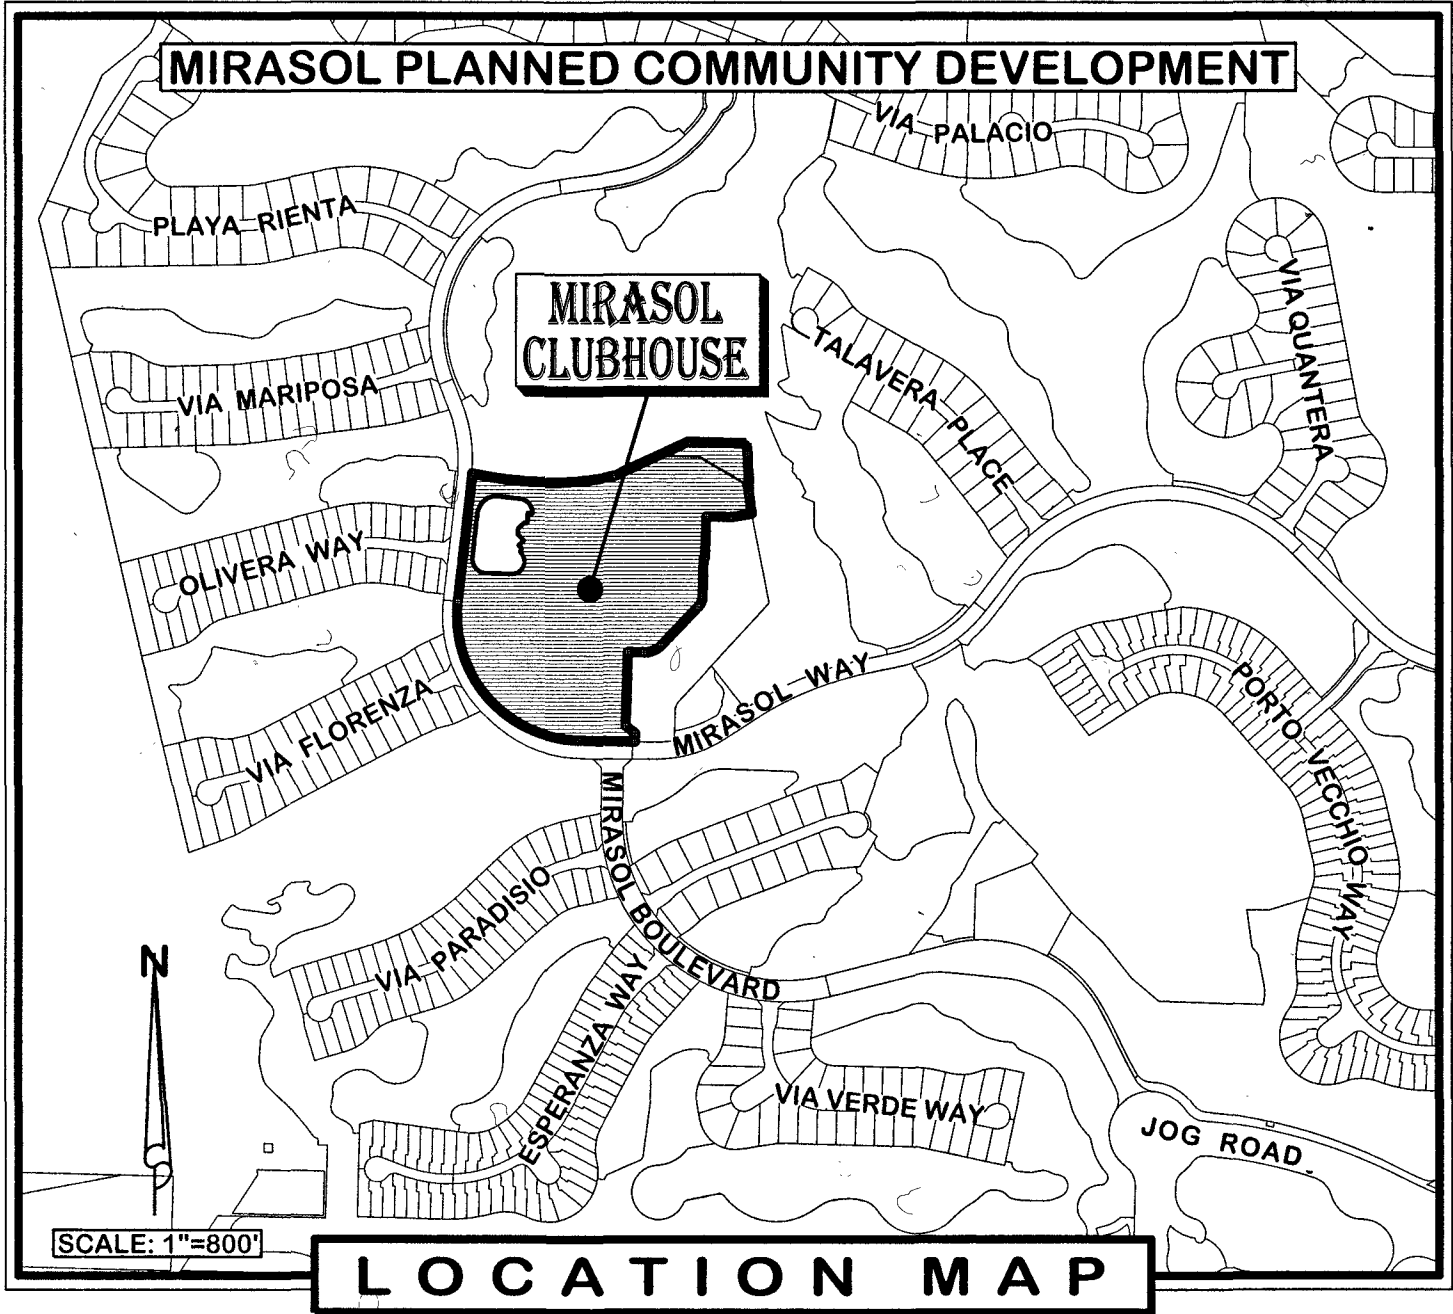 MIRASOL PLANNED COMMUNITY DEVELOPMENT
VIA PALACIO
PLAYA RIENTA
VIA QUANTERA
MIRASOL
CLUBHOUSE
TALAVERA PLACE
VIA MARIPOSA
OLIVERA WAY
VIA FLORENZA
MIRASOL WAY
PORTO VECCHIO WAY
MIRASOL BOULEVARD
VIA PARADISIO
ESPERANZA WAY
VIA VERDE WAY
JOG ROAD
N
SCALE: 1"=800'
LOCATION MAP